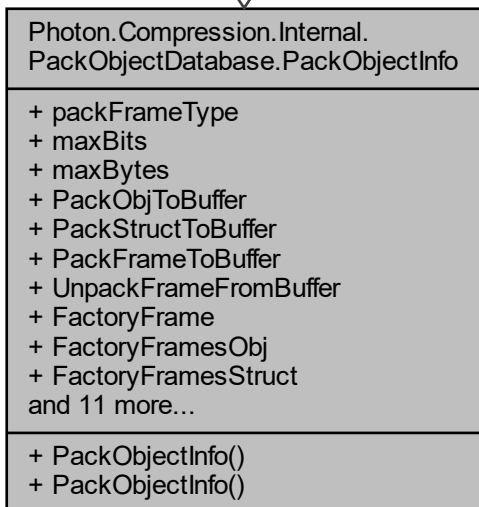 Photon.Compression.Internal.
PackObjectDatabase.PackObjectInfo
+ packFrameType
+ maxBits
+ maxBytes
+ PackObjToBuffer
+ PackStructToBuffer
+ PackFrameToBuffer
+ UnpackFrameFromBuffer
+ FactoryFrame
+ FactoryFramesObj
+ FactoryFramesStruct
and 11 more...
+ PackObjectInfo()
+ PackObjectInfo()